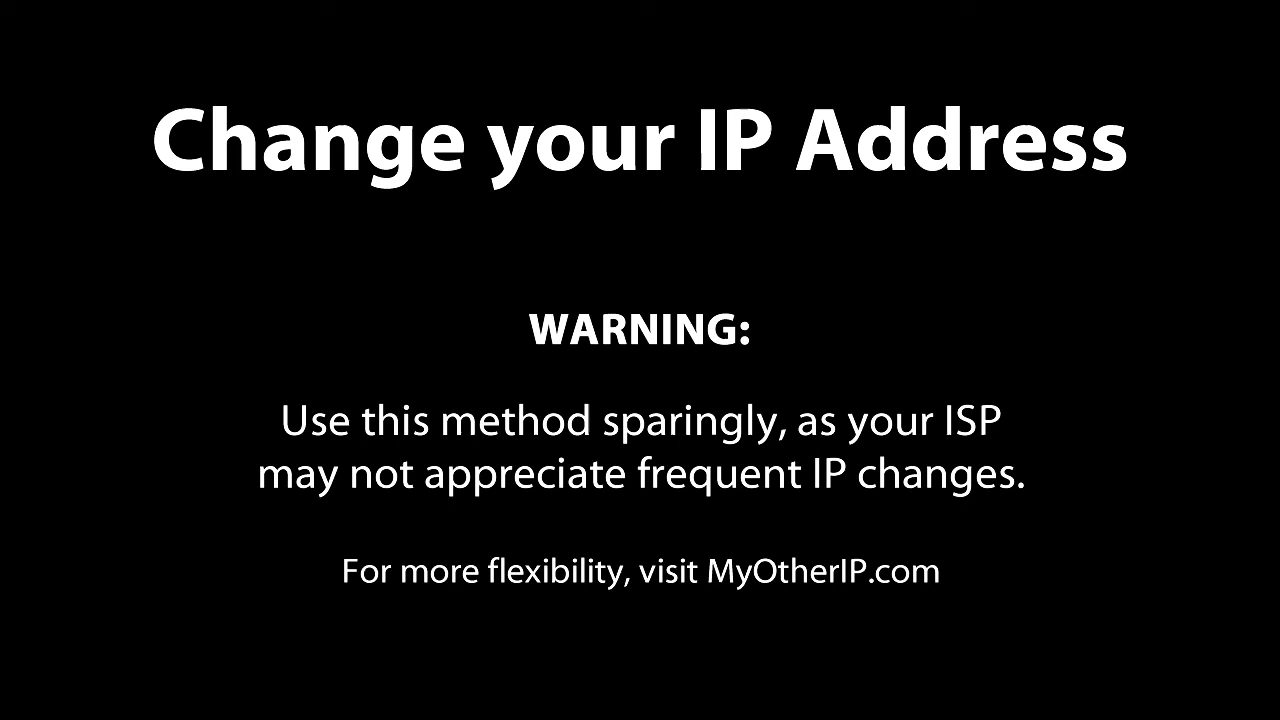 Change your IP Address
WARNING:
Use this method sparingly, as your ISP
may not appreciate frequent IP changes.
For more flexibility, visit MyOtherIP.com